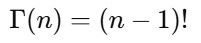 Γ(n) = (n − 1)!